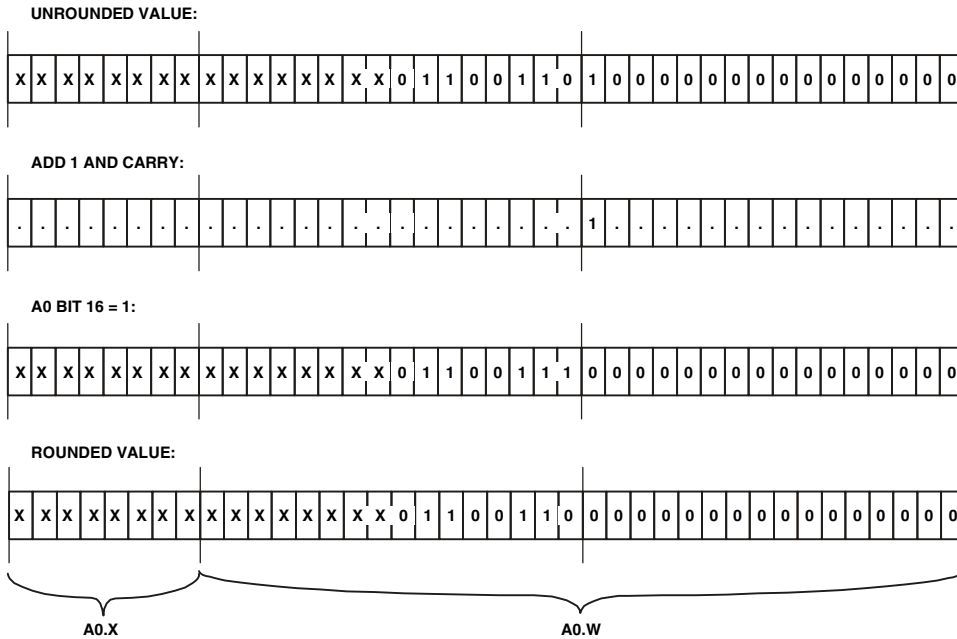 UNROUNDED VALUE:
X X X X X X X X X X X X X X X X 0 1 1 0 0 1 1 0 1 0 0 0 0 0 0 0 0 0 0 0 0 0 0 0
ADD 1 AND CARRY:
. . . . . . . . . . . . . . . . . . . . . . . . 1 . . . . . . . . . . . . . . .
A0 BIT 16 = 1:
X X X X X X X X X X X X X X X X 0 1 1 0 0 1 1 1 0 0 0 0 0 0 0 0 0 0 0 0 0 0 0 0
ROUNDED VALUE:
X X X X X X X X X X X X X X X X 0 1 1 0 0 1 1 0 0 0 0 0 0 0 0 0 0 0 0 0 0 0 0 0
A0.X A0.W